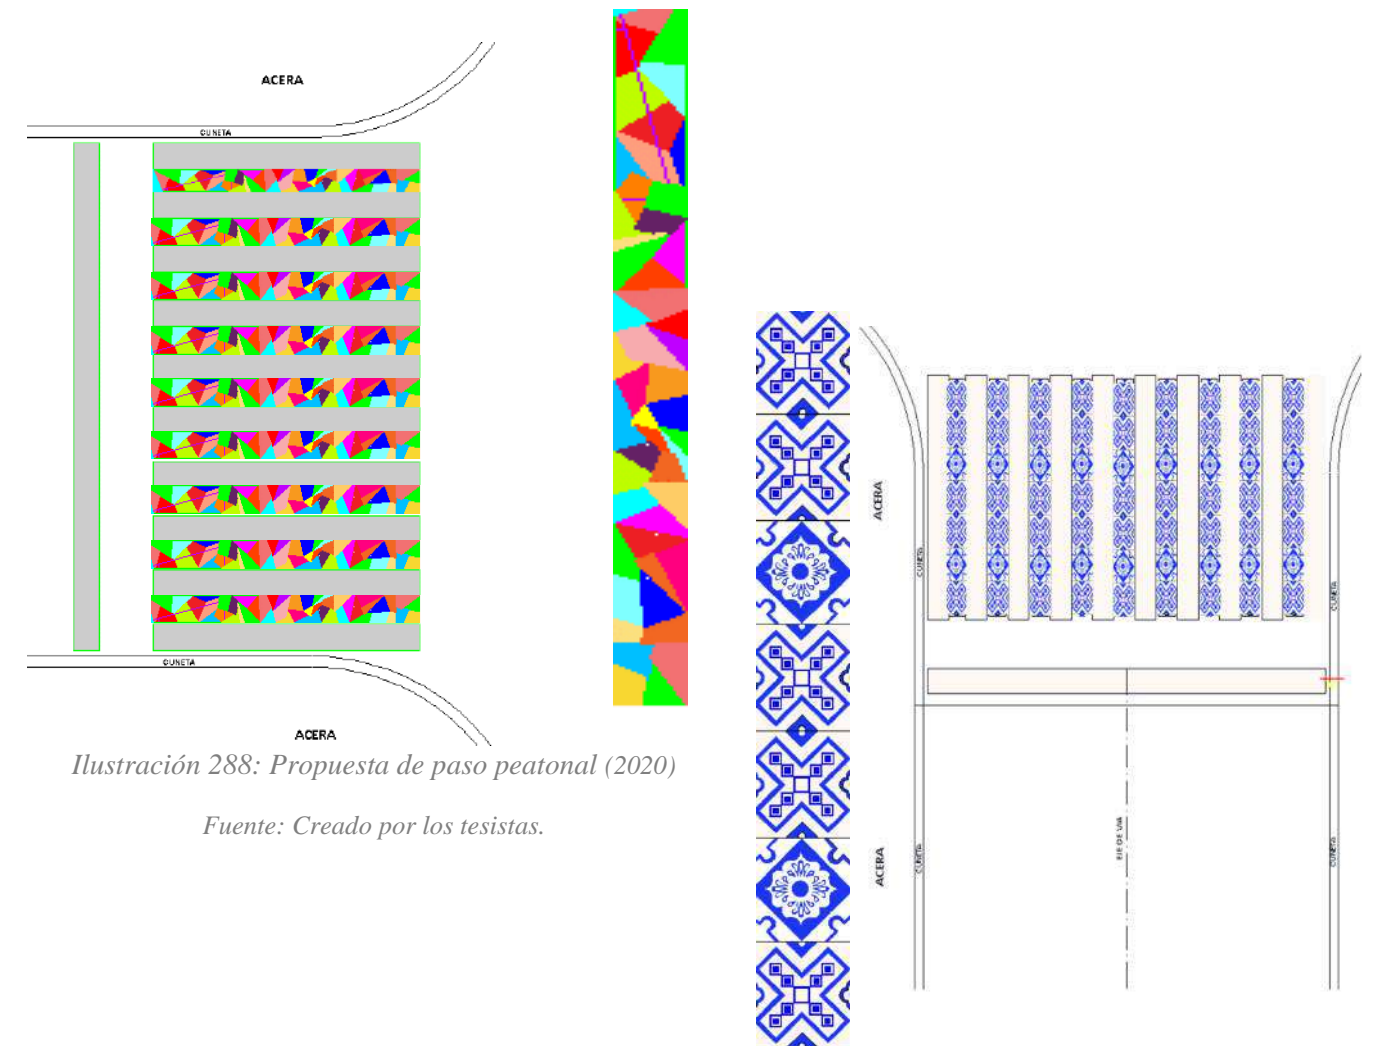 ACERA
CUNETA
CUNETA
ACERA
Ilustración 288: Propuesta de paso peatonal (2020)
Fuente: Creado por los tesistas.
ACERA
CUNETA
CUNETA
ACERA
CUNETA
EJE DE VIA
CUNETA